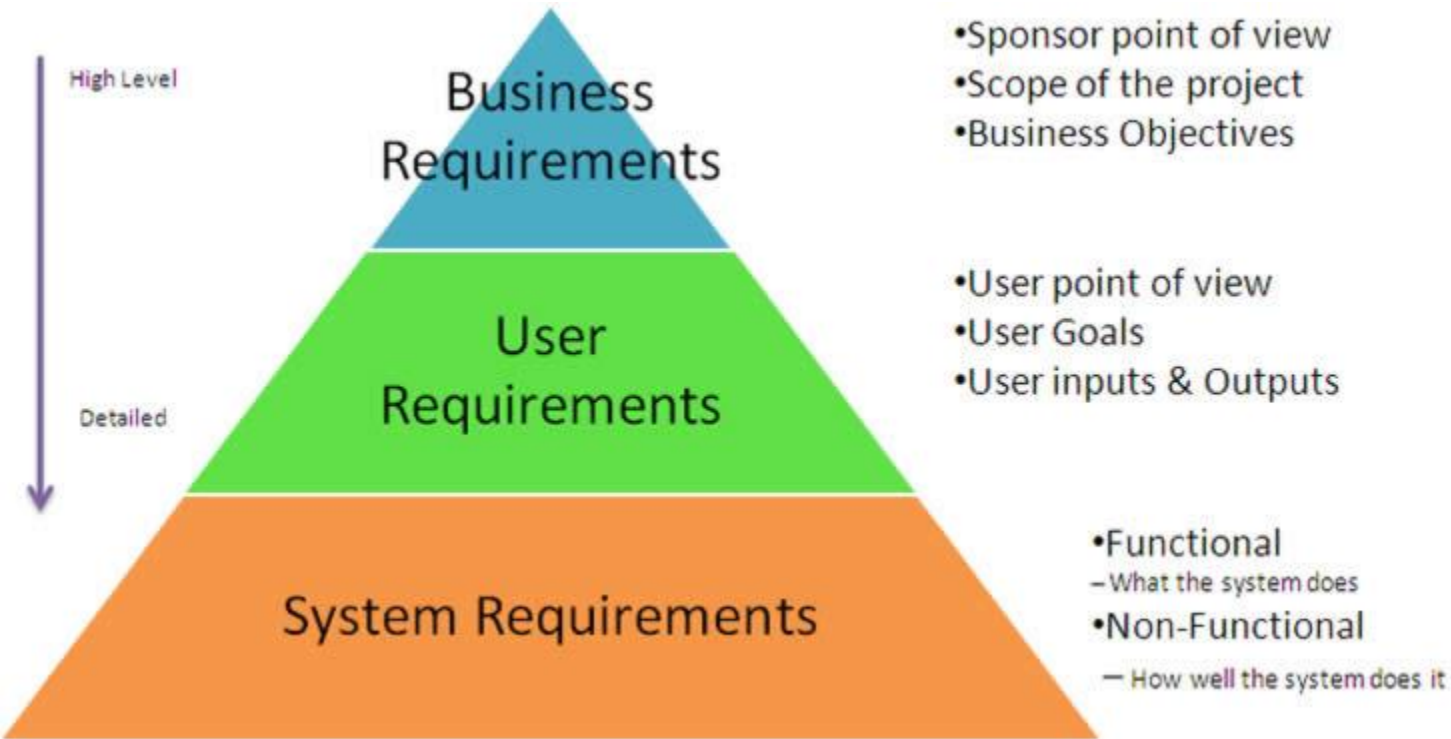 High Level
Detailed
Business
Requirements
•Sponsor point of view
•Scope of the project
•Business Objectives
User
Requirements
•User point of view
•User Goals
•User inputs & Outputs
System Requirements
•Functional
–What the system does
•Non-Functional
— How well the system does it